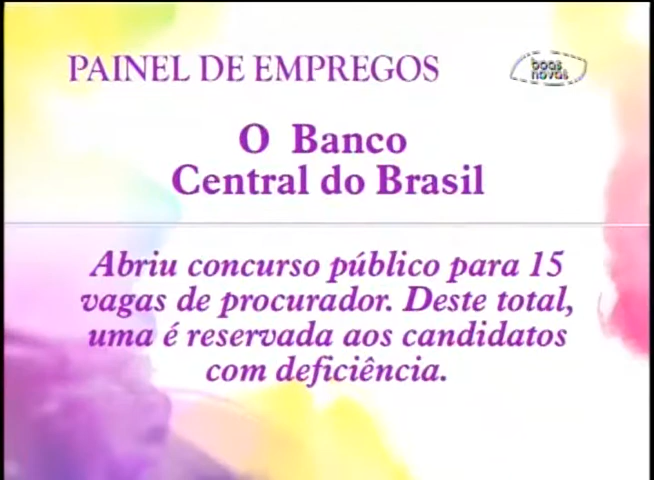 PAINEL DE EMPREGOS
boas
novas
O Banco
Central do Brasil
Abriu concurso público para 15
vagas de procurador. Deste total,
uma é reservada aos candidatos
com deficiência.